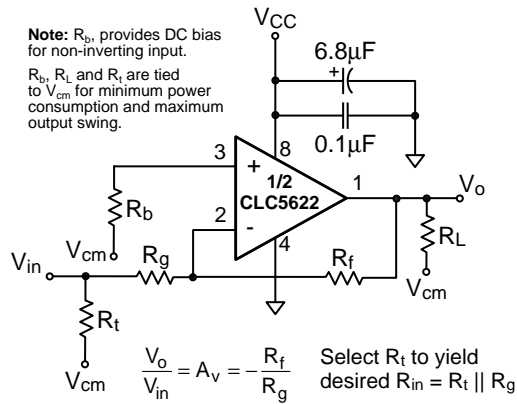 Note: Rb, provides DC bias
for non-inverting input.
Rb, RL and Rt are tied
to Vcm for minimum power
consumption and maximum
output swing.
VCC
6.8µF
+
0.1µF
3
+
8
1/2
CLC5622
1
Vo
2
-
4
Rb
Vcm
RL
Vcm
Vin
Rg
Rf
Rt
Vcm
Vo/Vin = Av = −Rf/Rg
Select Rt to yield
desired Rin = Rt || Rg